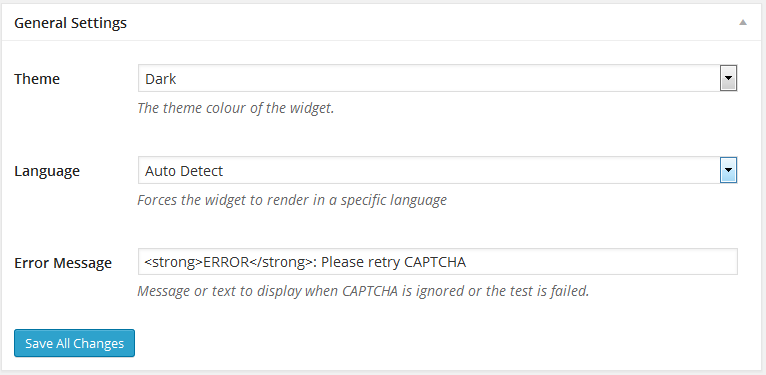 General Settings
Theme
Dark
The theme colour of the widget.
Language
Auto Detect
Forces the widget to render in a specific language
Error Message
<strong>ERROR</strong>: Please retry CAPTCHA
Message or text to display when CAPTCHA is ignored or the test is failed.
Save All Changes